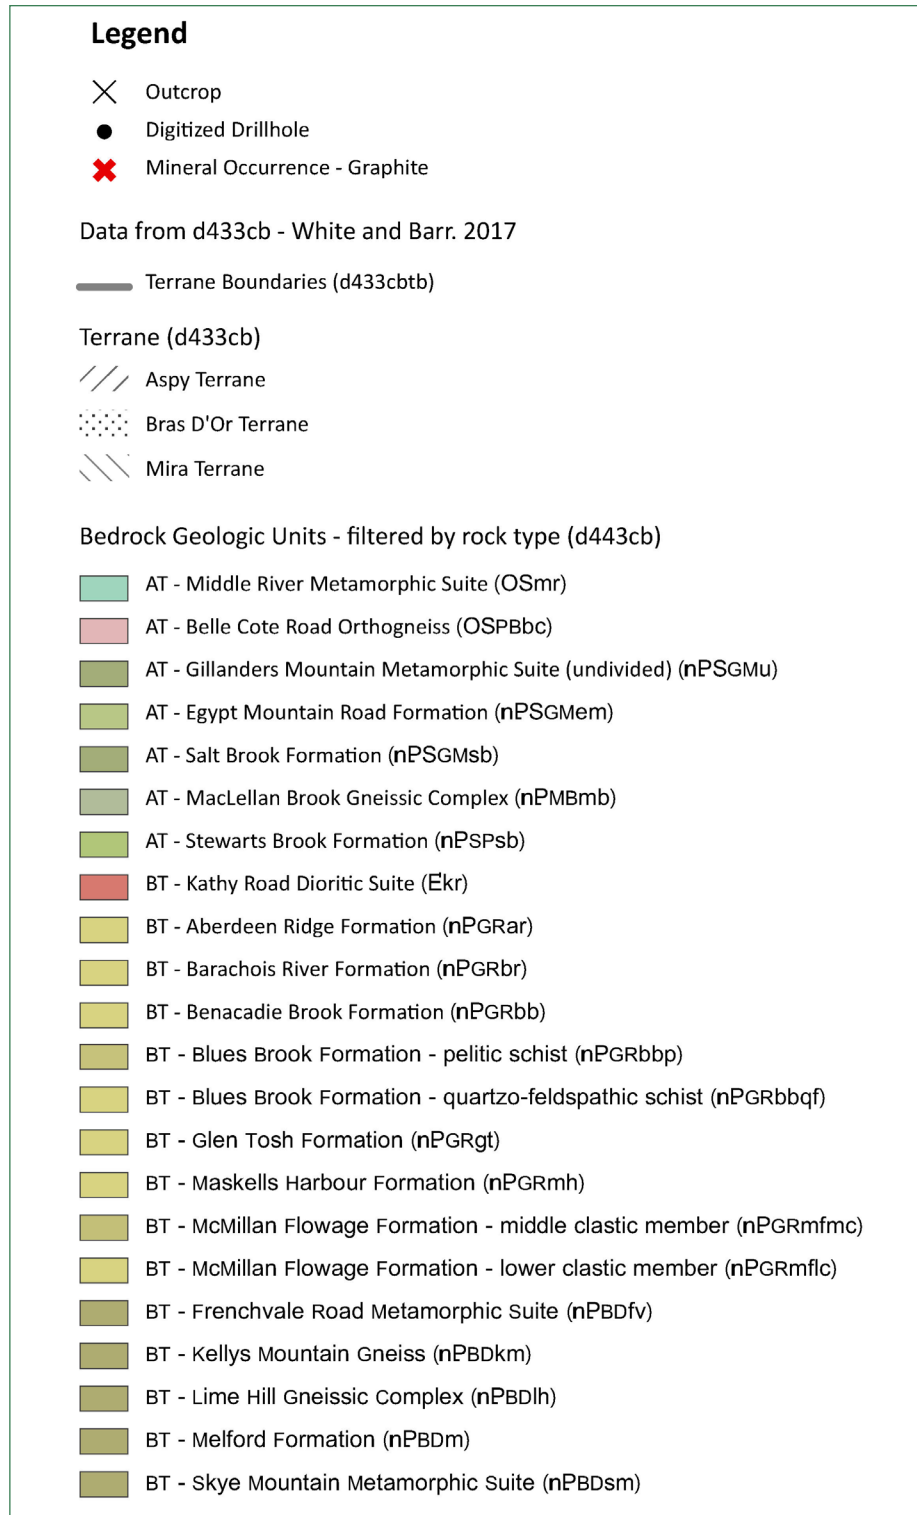 Legend
Outcrop
Digitized Drillhole
Mineral Occurrence - Graphite
Data from d433cb - White and Barr. 2017
Terrane Boundaries (d433cbtb)
Terrane (d433cb)
Aspy Terrane
Bras D'Or Terrane
Mira Terrane
Bedrock Geologic Units - filtered by rock type (d443cb)
AT - Middle River Metamorphic Suite (OSmr)
AT - Belle Cote Road Orthogneiss (OSPBbc)
AT - Gillanders Mountain Metamorphic Suite (undivided) (nPSGMu)
AT - Egypt Mountain Road Formation (nPSGMem)
AT - Salt Brook Formation (nPSGMsb)
AT - MacLellan Brook Gneissic Complex (nPMBmb)
AT - Stewarts Brook Formation (nPSPsb)
BT - Kathy Road Dioritic Suite (Ekr)
BT - Aberdeen Ridge Formation (nPGRar)
BT - Barachois River Formation (nPGRbr)
BT - Benacadie Brook Formation (nPGRbb)
BT - Blues Brook Formation - pelitic schist (nPGRbbp)
BT - Blues Brook Formation - quartzo-feldspathic schist (nPGRbbqf)
BT - Glen Tosh Formation (nPGRgt)
BT - Maskells Harbour Formation (nPGRmh)
BT - McMillan Flowage Formation - middle clastic member (nPGRmfmc)
BT - McMillan Flowage Formation - lower clastic member (nPGRmflc)
BT - Frenchvale Road Metamorphic Suite (nPBDfv)
BT - Kellys Mountain Gneiss (nPBDkm)
BT - Lime Hill Gneissic Complex (nPBDlh)
BT - Melford Formation (nPBDm)
BT - Skye Mountain Metamorphic Suite (nPBDsm)